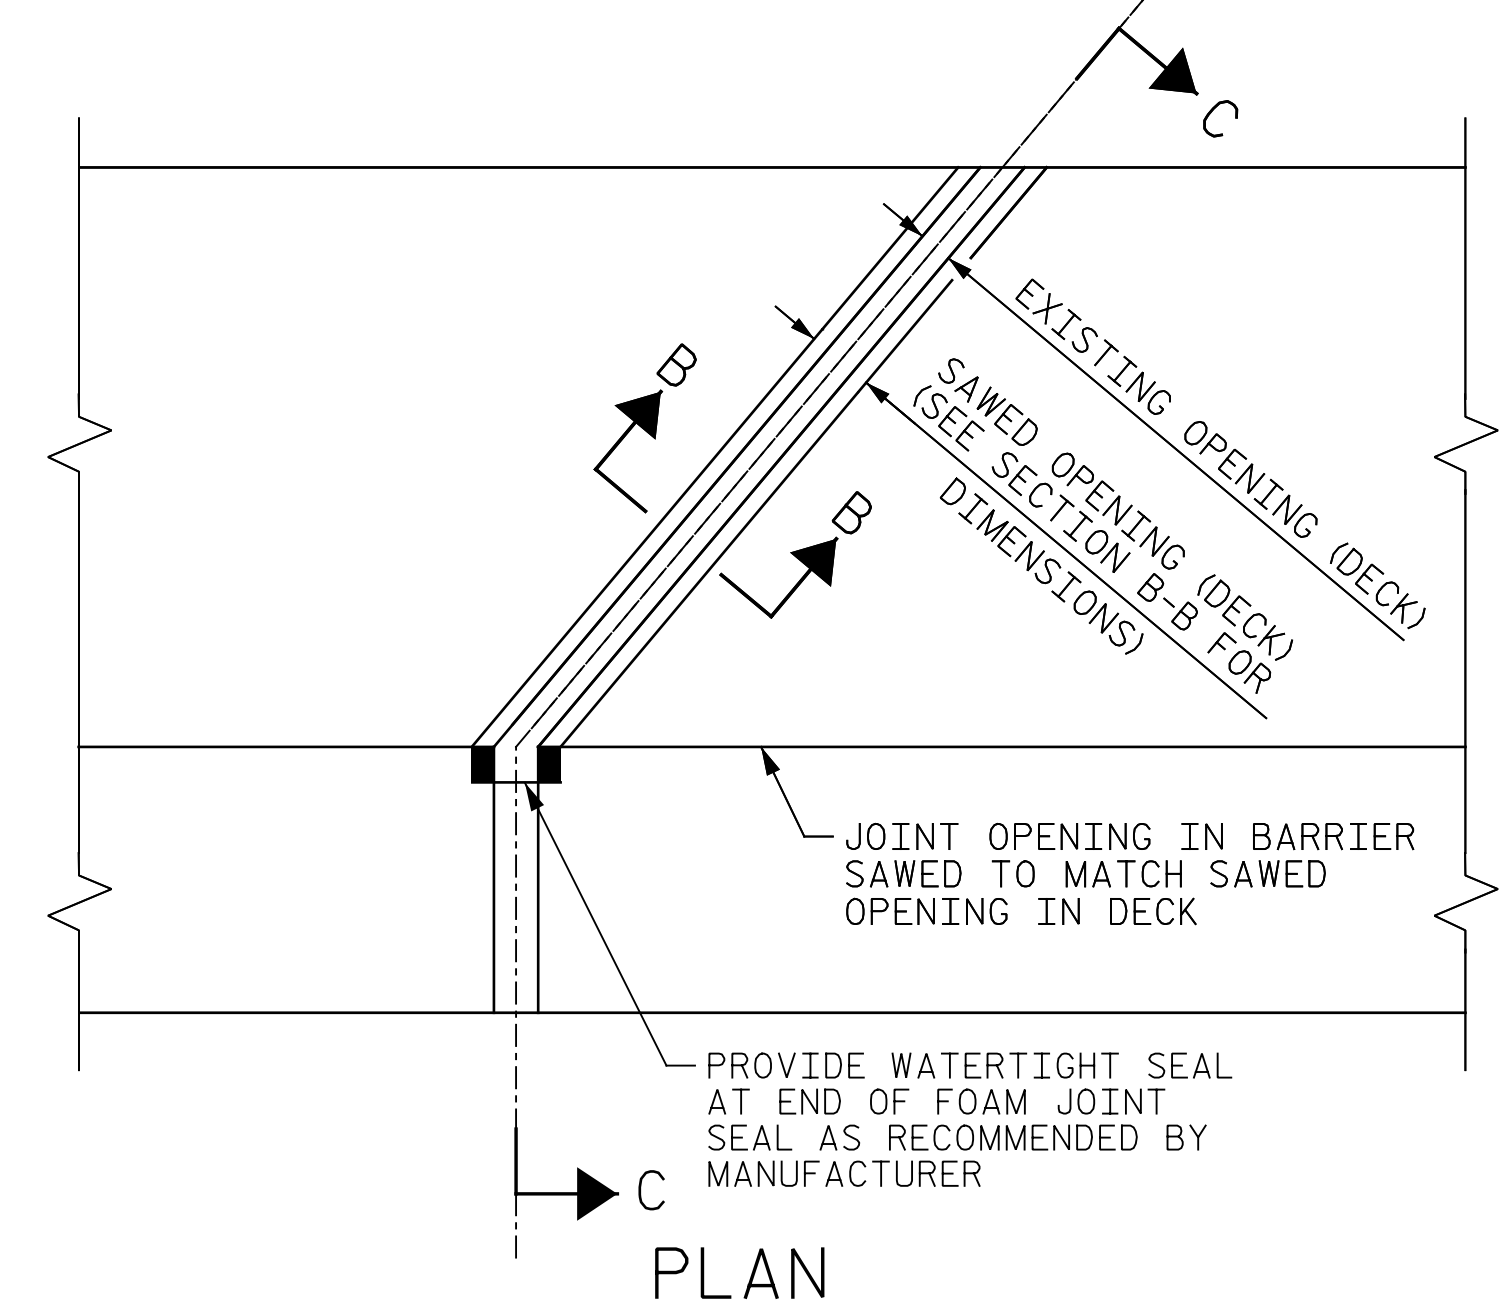 C
B
B
EXISTING OPENING (DECK)
SAWED OPENING (DECK)
(SEE SECTION B-B FOR
DIMENSIONS)
JOINT OPENING IN BARRIER
SAWED TO MATCH SAWED
OPENING IN DECK
PROVIDE WATERTIGHT SEAL
AT END OF FOAM JOINT
SEAL AS RECOMMENDED BY
MANUFACTURER
C
PLAN